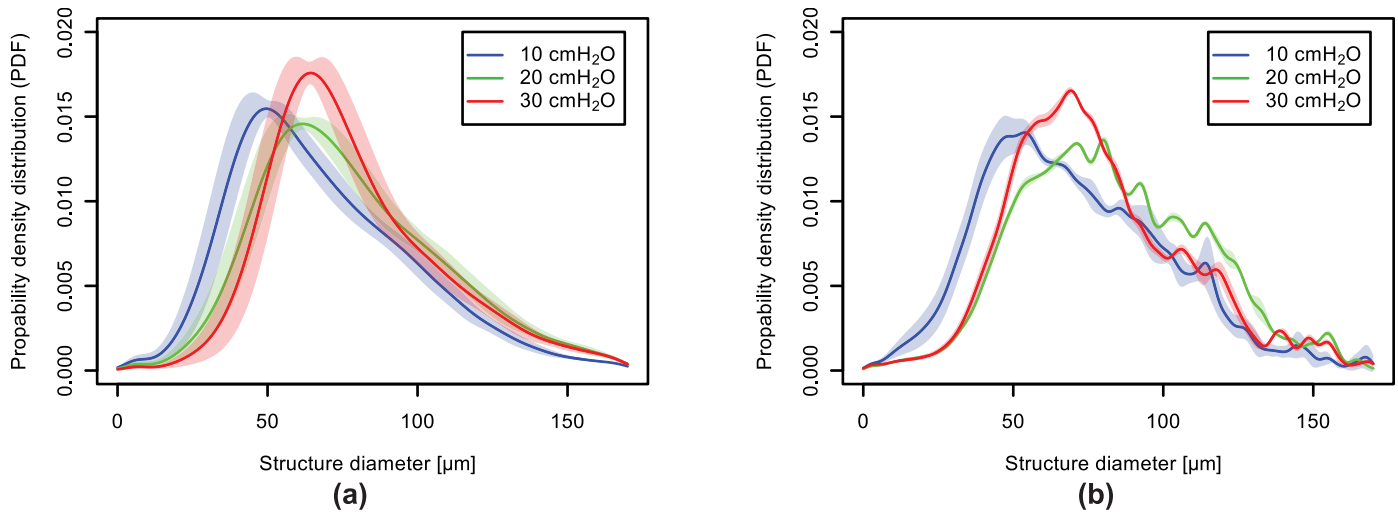 Propability density distribution (PDF)
0.020
0.015
0.010
0.005
0.000
10 cmH₂O
20 cmH₂O
30 cmH₂O
0 50 100 150
Structure diameter [µm]
(a)
Propability density distribution (PDF)
0.020
0.015
0.010
0.005
0.000
10 cmH₂O
20 cmH₂O
30 cmH₂O
0 50 100 150
Structure diameter [µm]
(b)